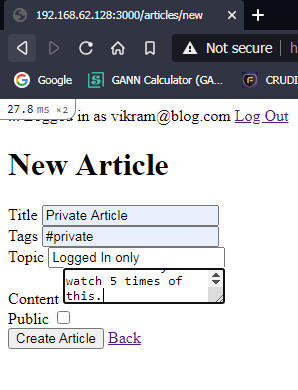 192.168.62.128:3000/articles/new
Not secure
Google
GANN Calculator (GA...
CRUDI
27.8 ms ×2
Logged in as vikram@blog.com Log Out
New Article
Title Private Article
Tags #private
Topic Logged In only
watch 5 times of
Content this.
Public
Create Article Back